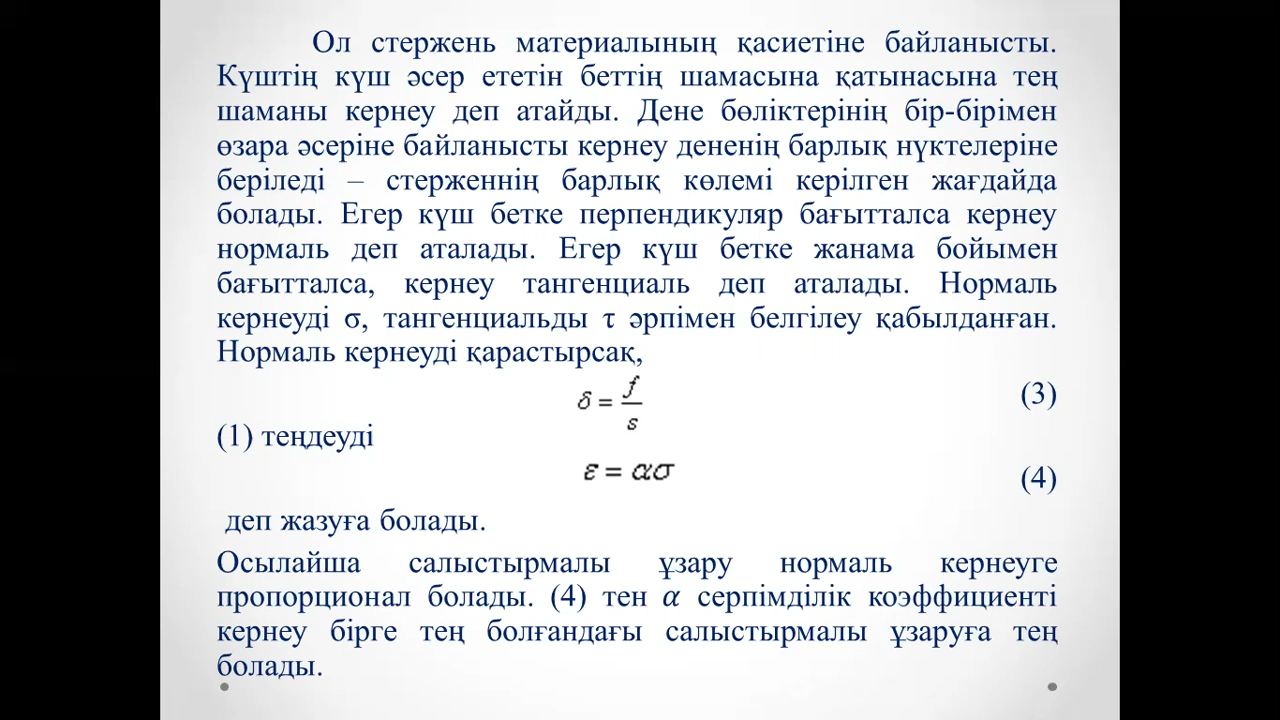 Ол стержень материалының қасиетіне байланысты.
Күштің күш әсер ететін беттің шамасына қатынасына тең
шаманы кернеу деп атайды. Дене бөліктерінің бір-бірімен
өзара әсеріне байланысты кернеу дененің барлық нүктелеріне
беріледі – стерженнің барлық көлемі керілген жағдайда
болады. Егер күш бетке перпендикуляр бағытталса кернеу
нормаль деп аталады. Егер күш бетке жанама бойымен
бағытталса, кернеу тангенциаль деп аталады. Нормаль
кернеуді σ, тангенциальды τ әрпімен белгілеу қабылданған.
Нормаль кернеуді қарастырсақ,
δ = f/s (3)
(1) теңдеуді
ε = ασ (4)
деп жазуға болады.
Осылайша салыстырмалы ұзару нормаль кернеуге
пропорционал болады. (4) тен α серпімділік коэффициенті
кернеу бірге тең болғандағы салыстырмалы ұзаруға тең
болады.